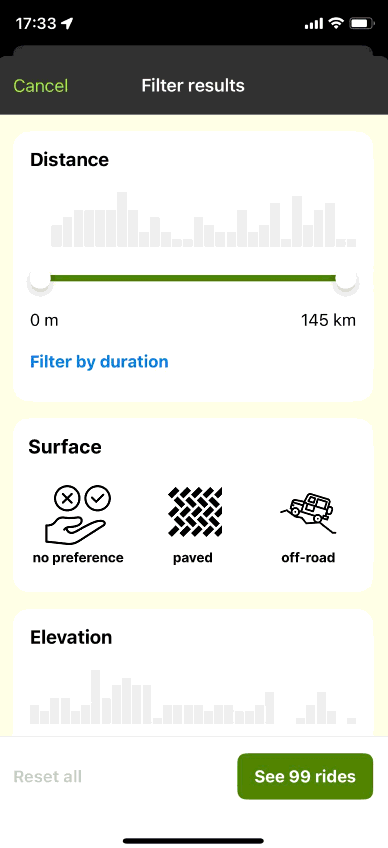 17:33
Cancel
Filter results
Distance
0 m
145 km
Filter by duration
Surface
no preference
paved
off-road
Elevation
Reset all
See 99 rides